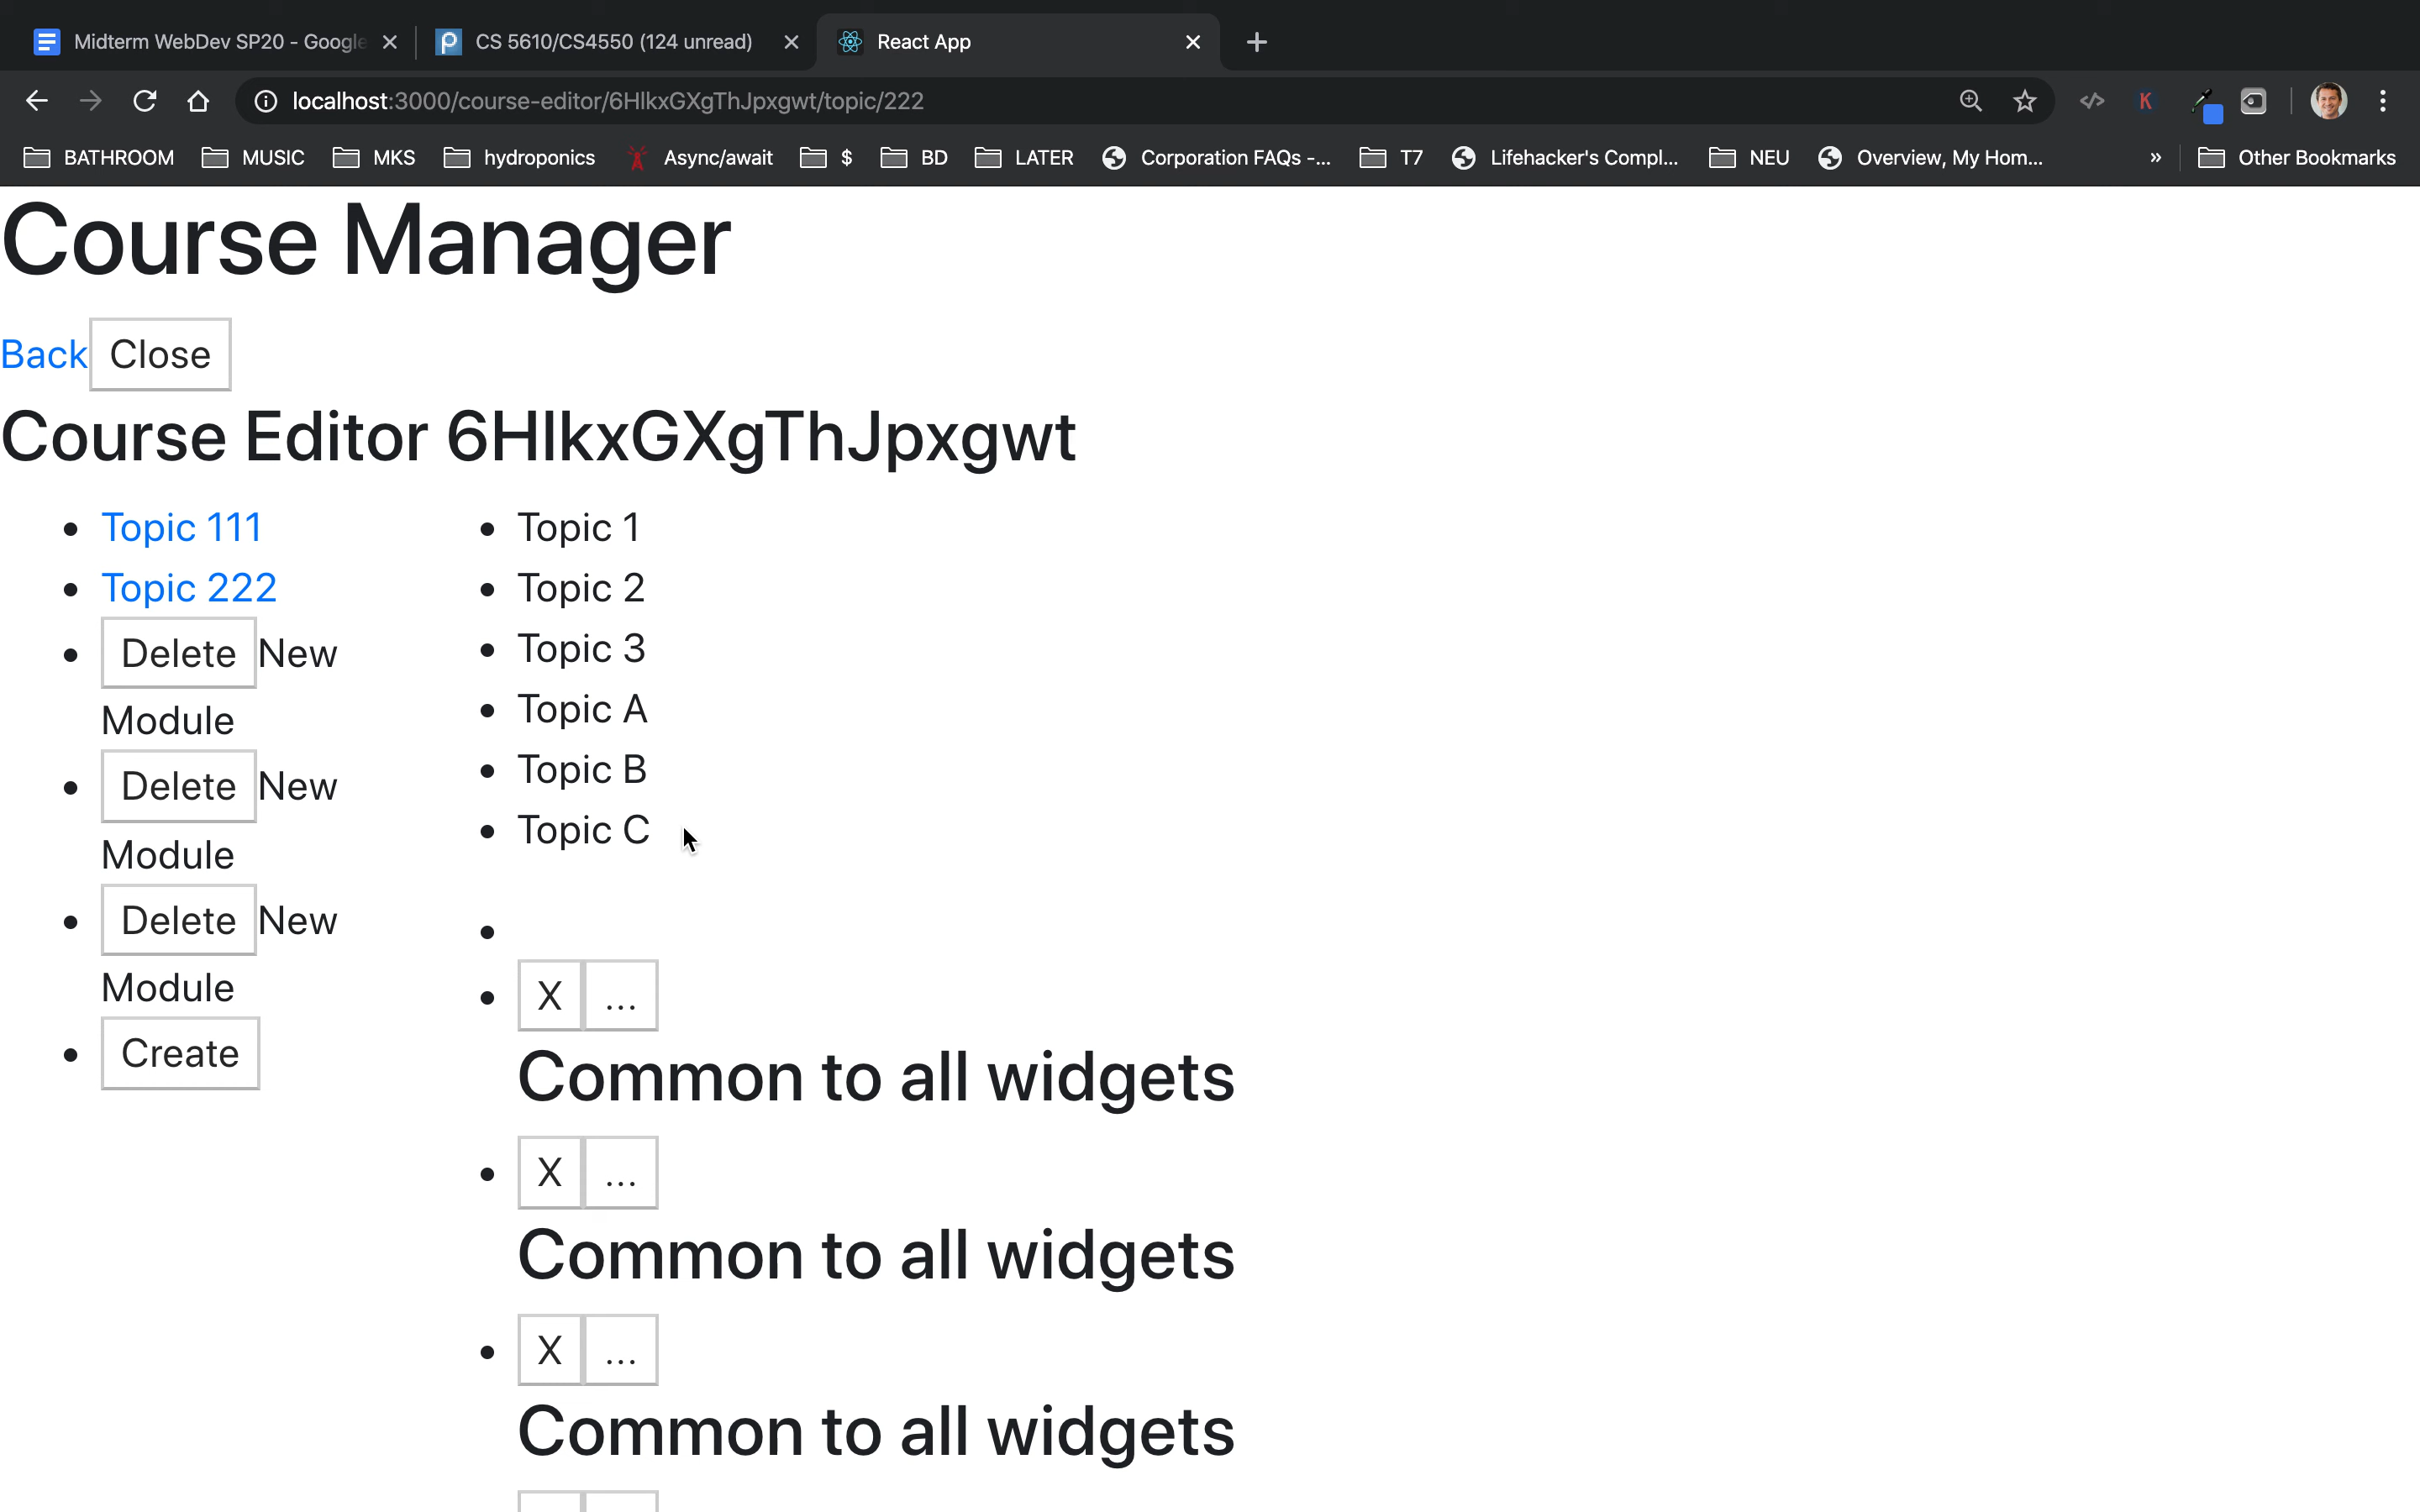 Midterm WebDev SP20 - Google
CS 5610/CS4550 (124 unread)
React App
localhost:3000/course-editor/6HlkxGXgThJpxgwt/topic/222
BATHROOM
MUSIC
MKS
hydroponics
Async/await
$
BD
LATER
Corporation FAQs -...
T7
Lifehacker's Compl...
NEU
Overview, My Hom...
»
Other Bookmarks
Course Manager
Back Close
Course Editor 6HlkxGXgThJpxgwt
Topic 111
Topic 222
Delete New
Module
Delete New
Module
Delete New
Module
Create
Topic 1
Topic 2
Topic 3
Topic A
Topic B
Topic C
X ...
Common to all widgets
X ...
Common to all widgets
X ...
Common to all widgets